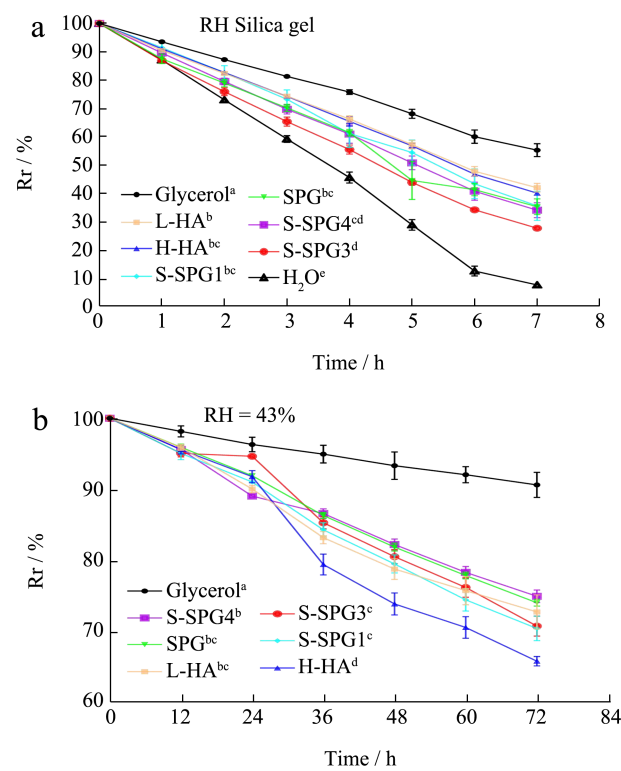 a
RH Silica gel
100
90
80
70
60
50
40
30
20
10
0
Rr / %
Glycerolᵃ
L-HAᵇ
H-HAᵇᶜ
S-SPG1ᵇᶜ
SPGᵇᶜ
S-SPG4ᶜᵈ
S-SPG3ᵈ
H₂Oᵉ
0 1 2 3 4 5 6 7 8
Time / h
b
RH = 43%
100
90
80
70
60
Rr / %
Glycerolᵃ
S-SPG4ᵇ
SPGᵇᶜ
L-HAᵇᶜ
S-SPG3ᶜ
S-SPG1ᶜ
H-HAᵈ
0 12 24 36 48 60 72 84
Time / h